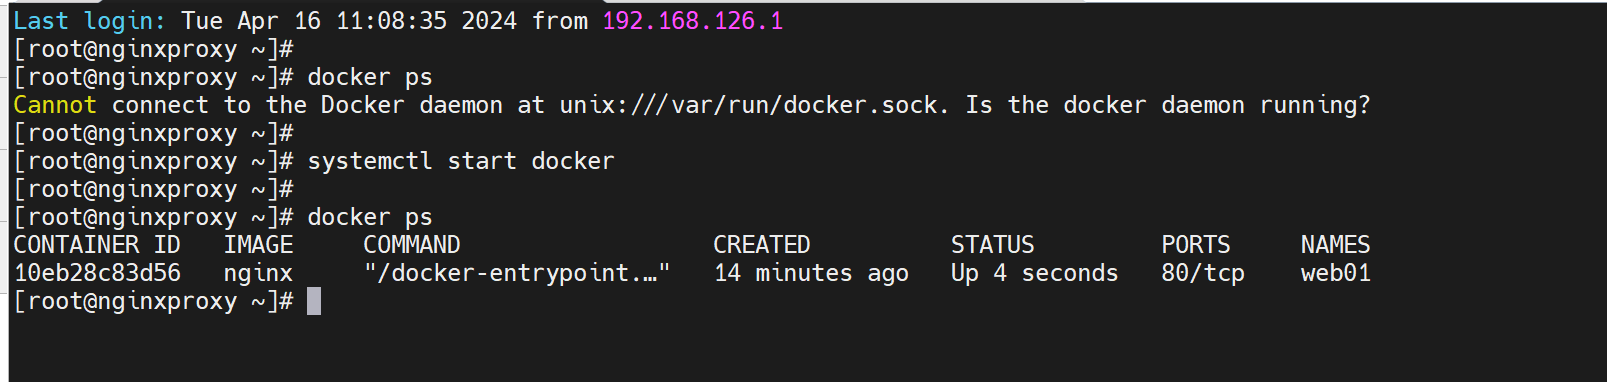 Last login: Tue Apr 16 11:08:35 2024 from 192.168.126.1
[root@nginxproxy ~]#
[root@nginxproxy ~]# docker ps
Cannot connect to the Docker daemon at unix:///var/run/docker.sock. Is the docker daemon running?
[root@nginxproxy ~]#
[root@nginxproxy ~]# systemctl start docker
[root@nginxproxy ~]#
[root@nginxproxy ~]# docker ps
CONTAINER ID   IMAGE     COMMAND                  CREATED          STATUS         PORTS     NAMES
10eb28c83d56   nginx     "/docker-entrypoint.…"   14 minutes ago   Up 4 seconds   80/tcp    web01
[root@nginxproxy ~]#